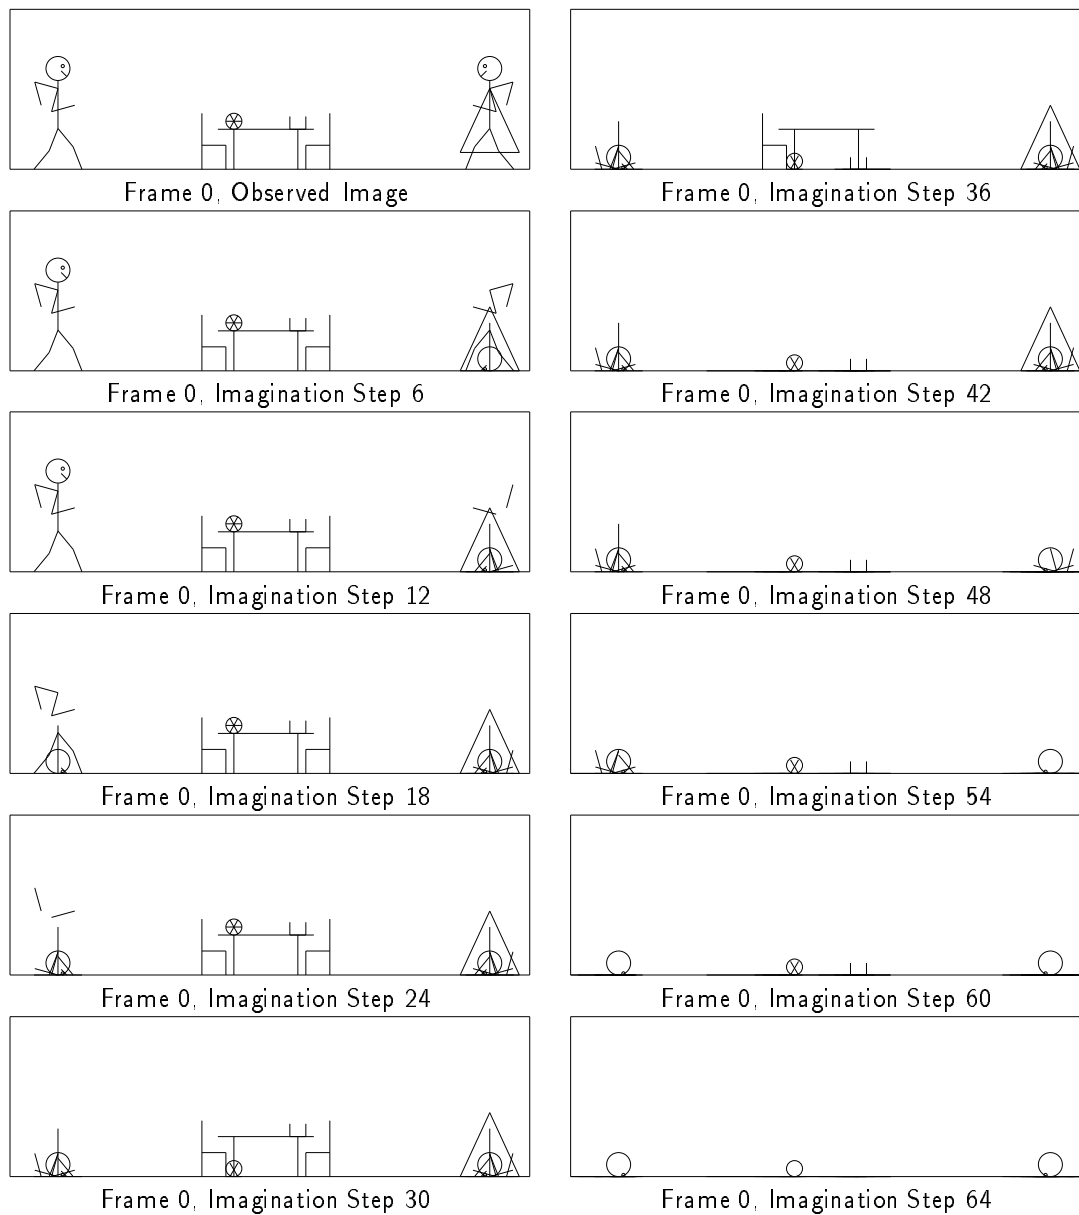 Frame 0, Observed Image
Frame 0, Imagination Step 6
Frame 0, Imagination Step 12
Frame 0, Imagination Step 18
Frame 0, Imagination Step 24
Frame 0, Imagination Step 30
Frame 0, Imagination Step 36
Frame 0, Imagination Step 42
Frame 0, Imagination Step 48
Frame 0, Imagination Step 54
Frame 0, Imagination Step 60
Frame 0, Imagination Step 64